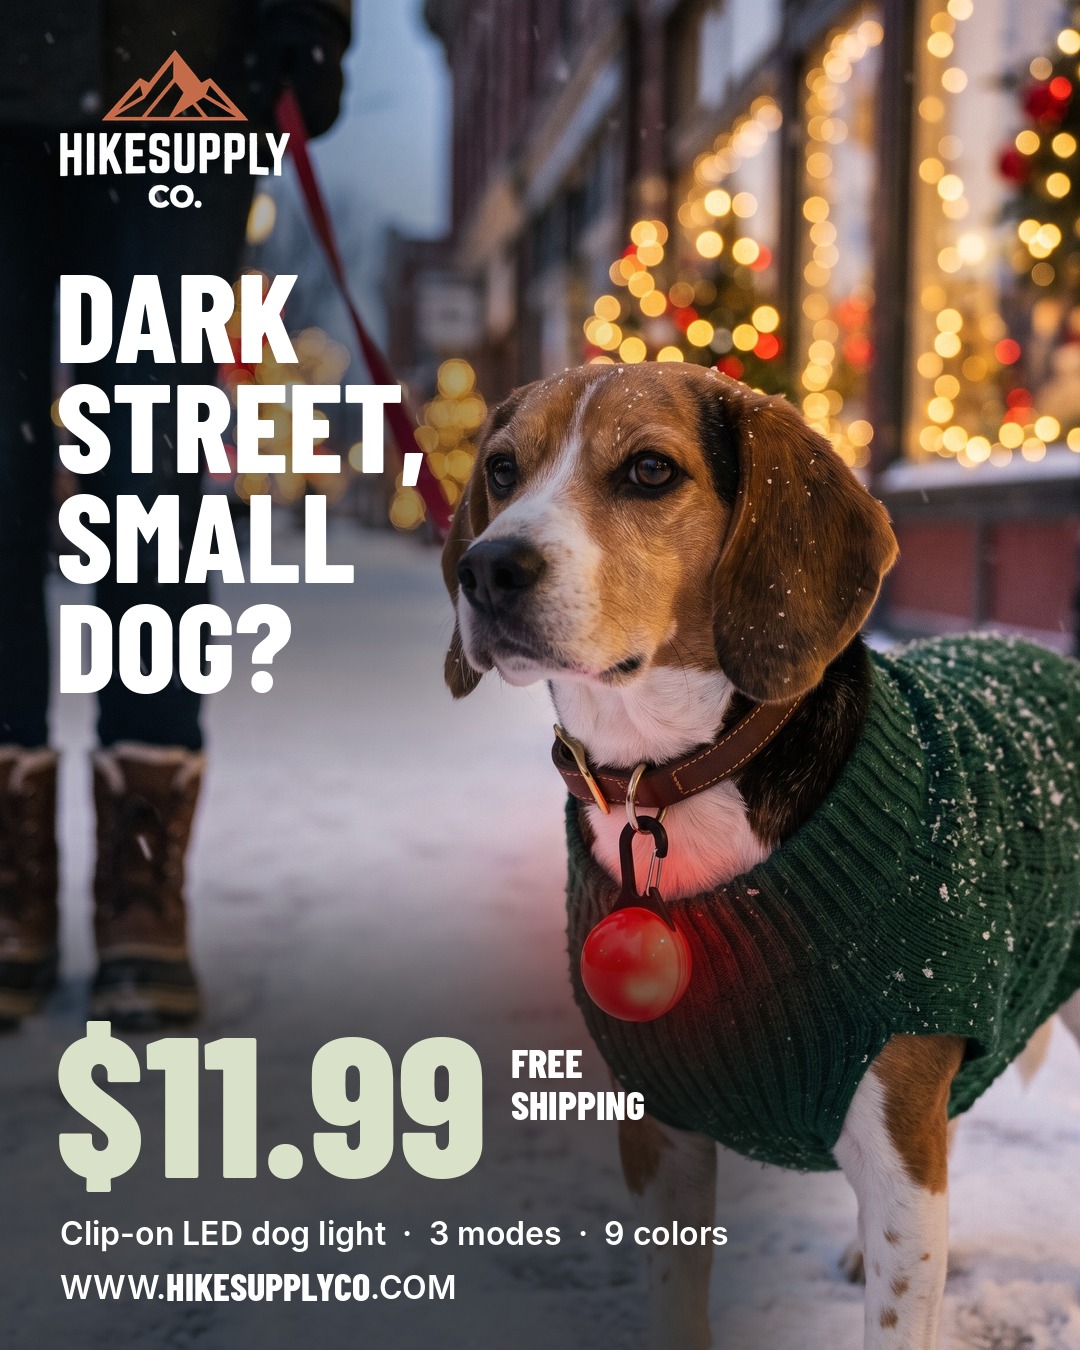 HIKESUPPLY
CO.
DARK
STREET,
SMALL
DOG?
$11.99
FREE
SHIPPING
Clip-on LED dog light · 3 modes · 9 colors
WWW.HIKESUPPLYCO.COM